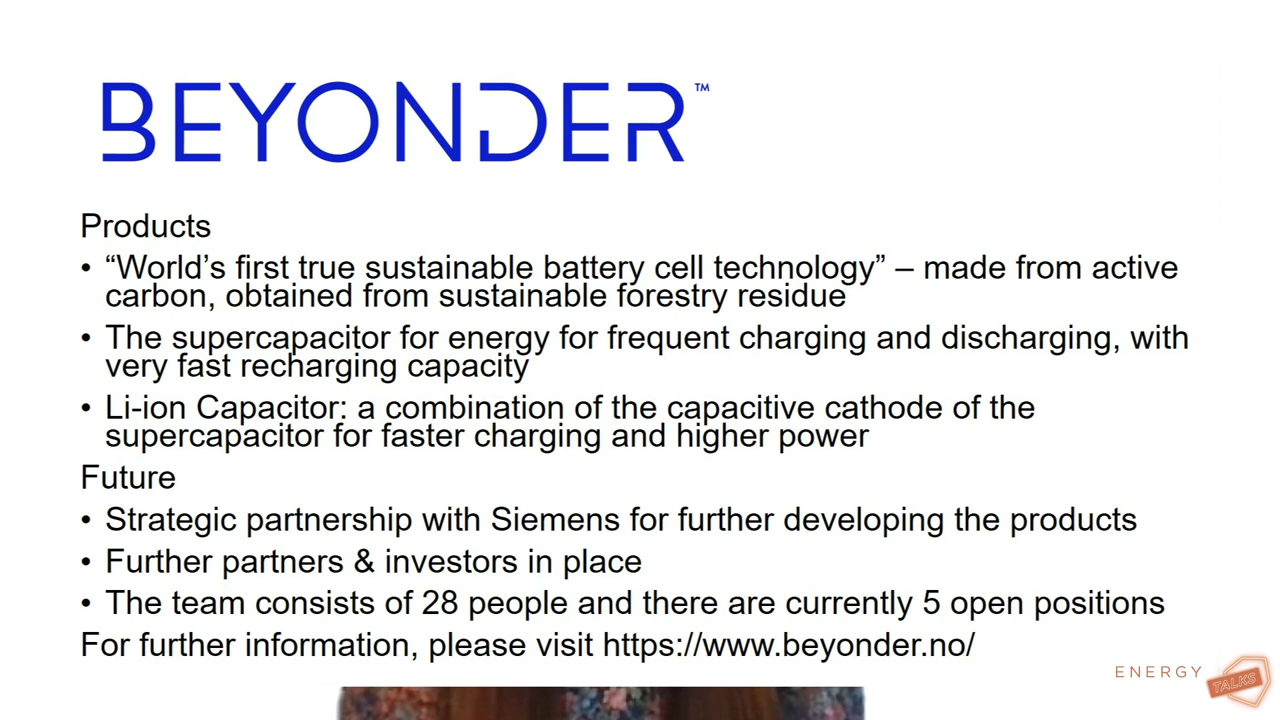 BEYONDER™
Products
• “World’s first true sustainable battery cell technology” – made from active
carbon, obtained from sustainable forestry residue
• The supercapacitor for energy for frequent charging and discharging, with
very fast recharging capacity
• Li-ion Capacitor: a combination of the capacitive cathode of the
supercapacitor for faster charging and higher power
Future
• Strategic partnership with Siemens for further developing the products
• Further partners & investors in place
• The team consists of 28 people and there are currently 5 open positions
For further information, please visit https://www.beyonder.no/
ENERGY
TALKS